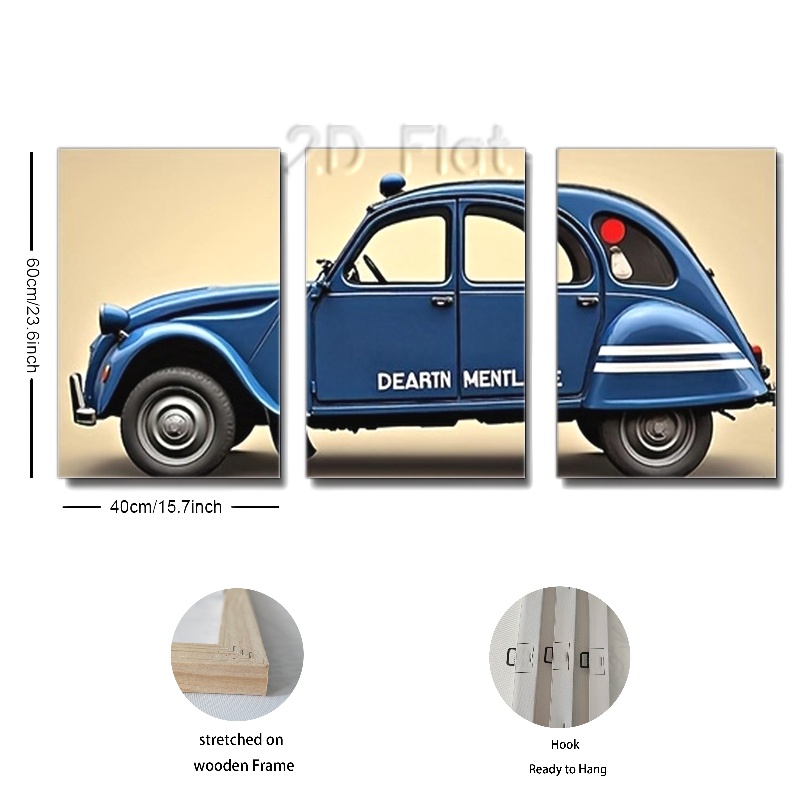 2D Flat
60cm/23.6inch
DEARTN MENTL E
40cm/15.7inch
stretched on
wooden Frame
Hook
Ready to Hang